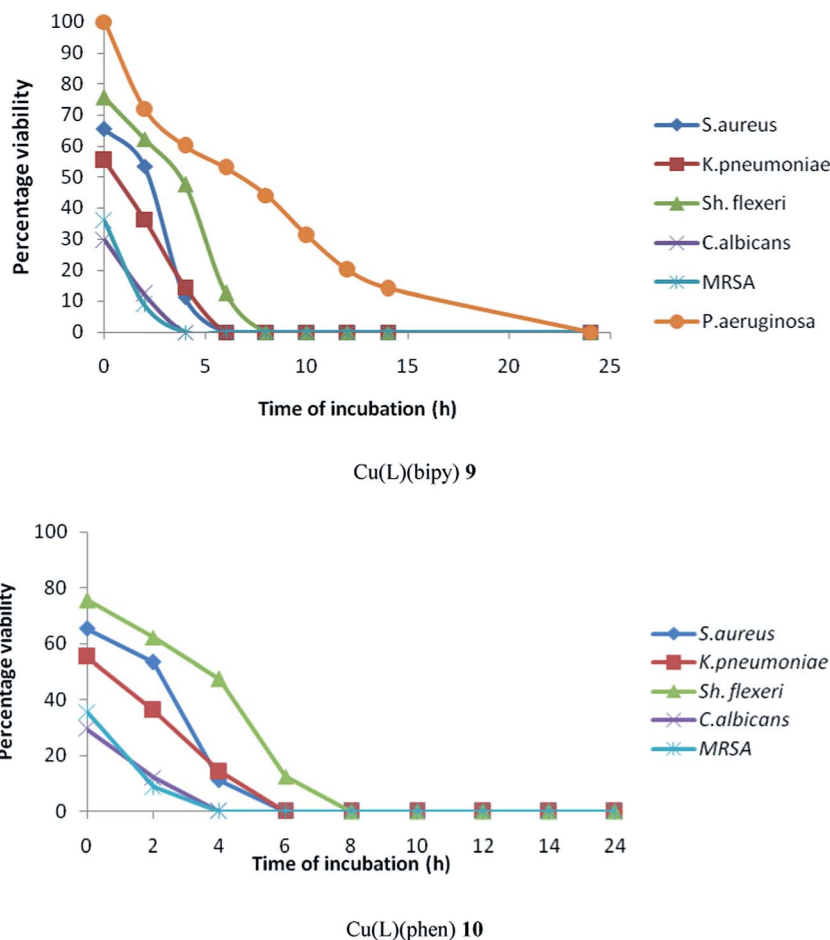 Percentage viability
100
90
80
70
60
50
40
30
20
10
0
0 5 10 15 20 25
Time of incubation (h)
S.aureus
K.pneumoniae
Sh. flexeri
C.albicans
MRSA
P.aeruginosa
Cu(L)(bipy) 9
Percentage viability
100
80
60
40
20
0
0 2 4 6 8 10 12 14 24
Time of incubation (h)
S.aureus
K.pneumoniae
Sh. flexeri
C.albicans
MRSA
Cu(L)(phen) 10